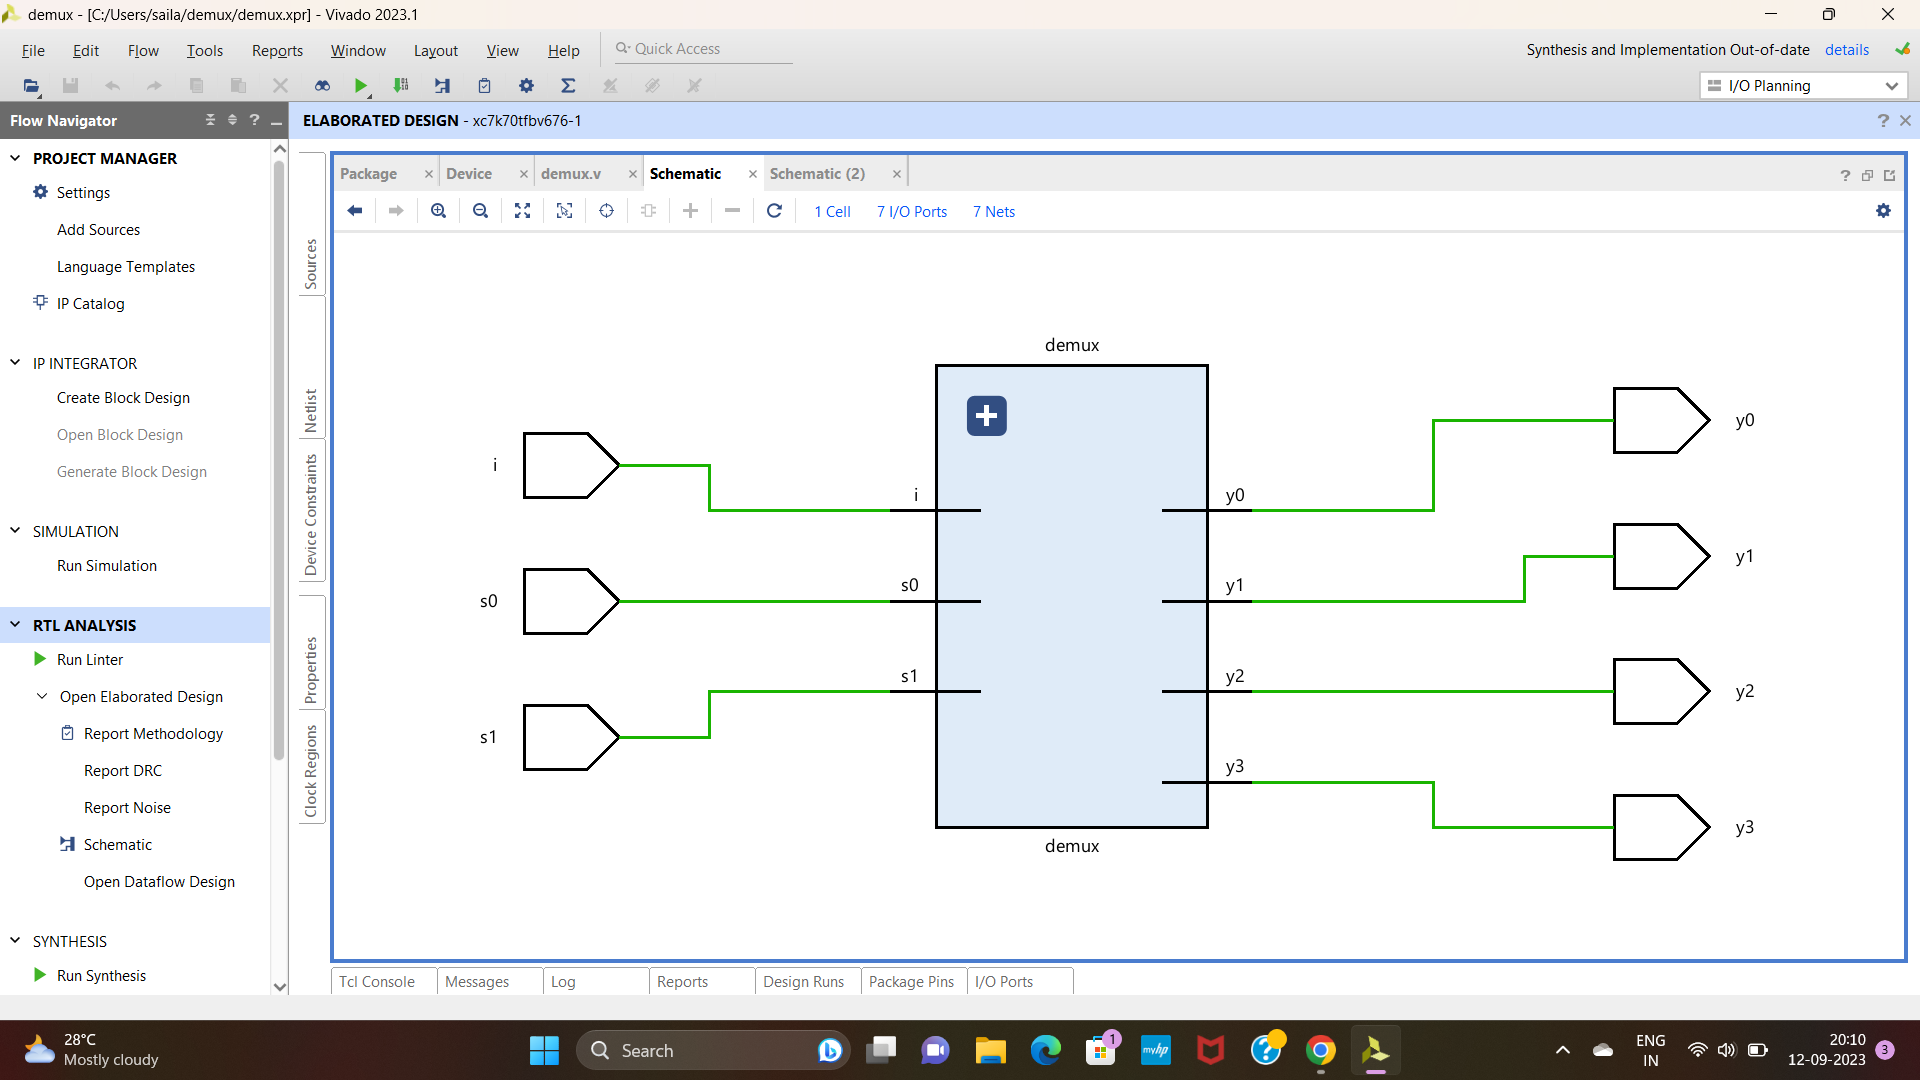 demux - [C:/Users/saila/demux/demux.xpr] - Vivado 2023.1
File Edit Flow Tools Reports Window Layout View Help Quick Access
Synthesis and Implementation Out-of-date details
I/O Planning
Flow Navigator
ELABORATED DESIGN - xc7k70tfbv676-1
PROJECT MANAGER
Settings
Add Sources
Language Templates
IP Catalog
IP INTEGRATOR
Create Block Design
Open Block Design
Generate Block Design
SIMULATION
Run Simulation
RTL ANALYSIS
Run Linter
Open Elaborated Design
Report Methodology
Report DRC
Report Noise
Schematic
Open Dataflow Design
SYNTHESIS
Run Synthesis
Sources
Netlist
Device Constraints
Properties
Clock Regions
Package Device demux.v Schematic Schematic (2)
1 Cell 7 I/O Ports 7 Nets
demux
i
s0
s1
i
s0
s1
y0
y1
y2
y3
y0
y1
y2
y3
demux
Tcl Console Messages Log Reports Design Runs Package Pins I/O Ports
28°C
Mostly cloudy
Search
1
myhp
ENG
IN
20:10
12-09-2023
3